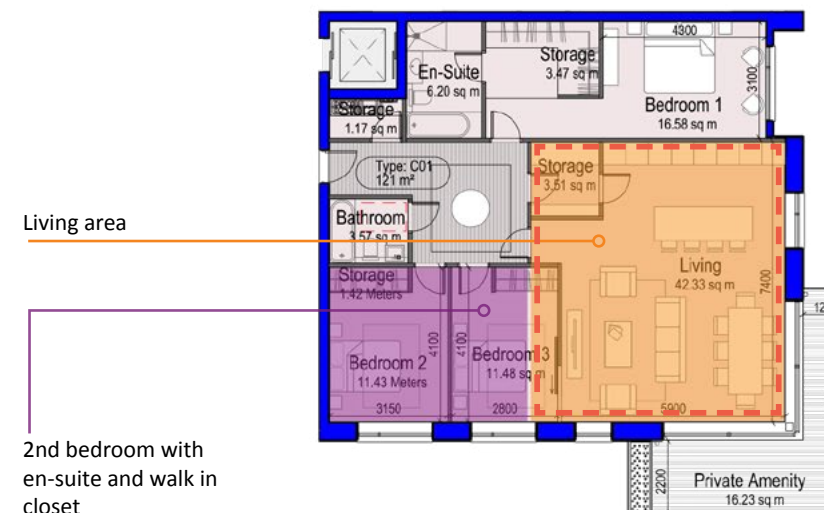 4300
Storage
3.47 sq m
En-Suite
6.20 sq m
3100
Bedroom 1
16.58 sq m
Storage
1.17 sq m
Type: C01
121 m²
Storage
3.51 sq m
Bathroom
3.57 sq m
Living area
Living
42.33 sq m
7400
Storage
1.42 Meters
12
Bedroom 2
11.43 Meters
4100
4100
Bedroom 3
11.48 sq m
3150
2800
5900
2nd bedroom with
en-suite and walk in
closet
2200
Private Amenity
16.23 sq m